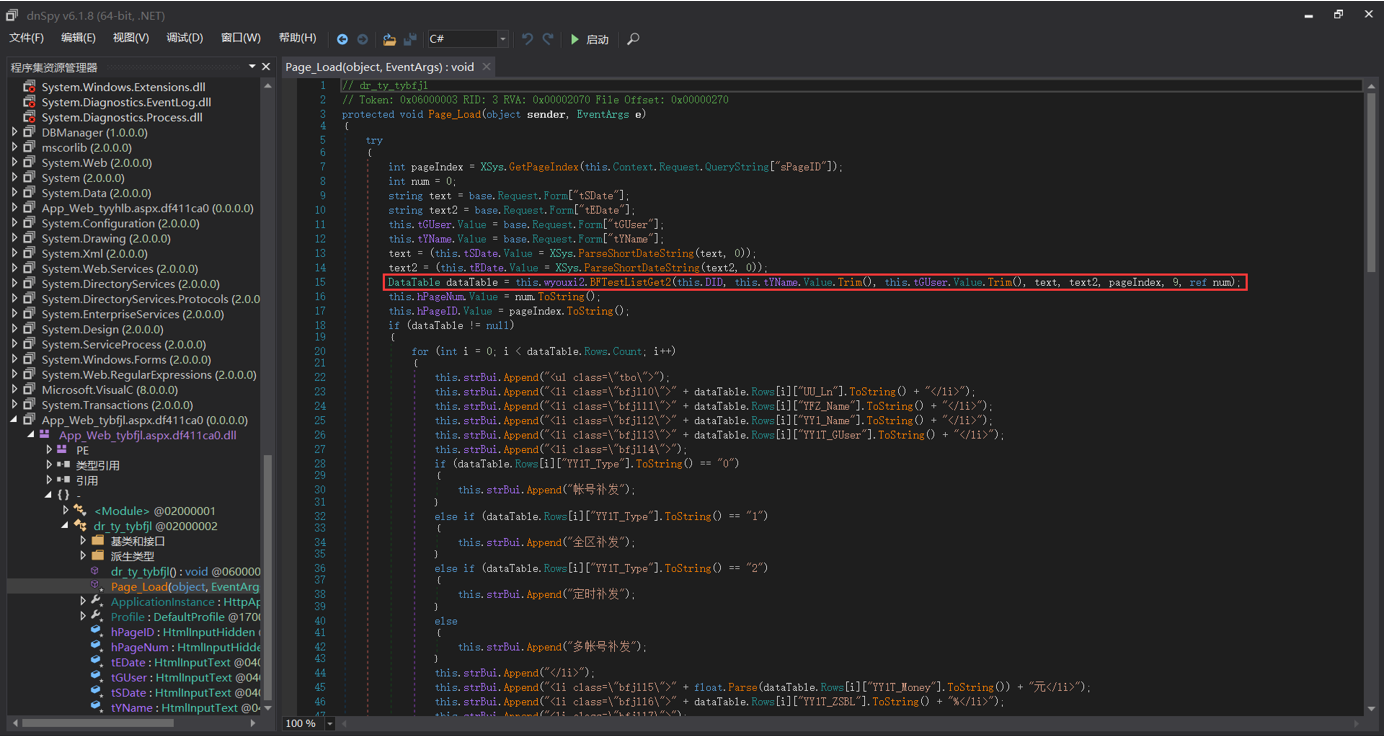 dnSpy v6.1.8 (64-bit, .NET)
文件(F) 编辑(E) 视图(V) 调试(D) 窗口(W) 帮助(H) C# 启动
程序集资源管理器
System.Windows.Extensions.dll
System.Diagnostics.EventLog.dll
System.Diagnostics.Process.dll
DBManager (1.0.0.0)
mscorlib (2.0.0.0)
System.Web (2.0.0.0)
System (2.0.0.0)
System.Data (2.0.0.0)
App_Web_tyyhlb.aspx.df411ca0 (0.0.0.0)
System.Configuration (2.0.0.0)
System.Drawing (2.0.0.0)
System.Xml (2.0.0.0)
System.Web.Services (2.0.0.0)
System.DirectoryServices (2.0.0.0)
System.DirectoryServices.Protocols (2.0.0
System.EnterpriseServices (2.0.0.0)
System.Design (2.0.0.0)
System.ServiceProcess (2.0.0.0)
System.Windows.Forms (2.0.0.0)
System.Web.RegularExpressions (2.0.0.0)
Microsoft.VisualC (8.0.0.0)
System.Transactions (2.0.0.0)
App_Web_tybfjl.aspx.df411ca0 (0.0.0.0)
App_Web_tybfjl.aspx.df411ca0.dll
PE
类型引用
引用
{ } -
<Module> @02000001
dr_ty_tybfjl @02000002
基类和接口
派生类型
dr_ty_tybfjl() : void @060000
Page_Load(object, EventArg
ApplicationInstance : HttpAp
Profile : DefaultProfile @1700
hPageID : HtmlInputHidden
hPageNum : HtmlInputHidde
tEDate : HtmlInputText @040
tGUser : HtmlInputText @040
tSDate : HtmlInputText @040
tYName : HtmlInputText @04
Page_Load(object, EventArgs) : void
1 // dr_ty_tybfjl
2 // Token: 0x06000003 RID: 3 RVA: 0x00002070 File Offset: 0x00000270
3 protected void Page_Load(object sender, EventArgs e)
4 {
5 try
6 {
7 int pageIndex = XSys.GetPageIndex(this.Context.Request.QueryString["sPageID"]);
8 int num = 0;
9 string text = base.Request.Form["tSDate"];
10 string text2 = base.Request.Form["tEDate"];
11 this.tGUser.Value = base.Request.Form["tGUser"];
12 this.tYName.Value = base.Request.Form["tYName"];
13 text = (this.tSDate.Value = XSys.ParseShortDateString(text, 0));
14 text2 = (this.tEDate.Value = XSys.ParseShortDateString(text2, 0));
15 DataTable dataTable = this.wyouxi2.BFTestListGet2(this.DID, this.tYName.Value.Trim(), this.tGUser.Value.Trim(), text, text2, pageIndex, 9, ref num);
16 this.hPageNum.Value = num.ToString();
17 this.hPageID.Value = pageIndex.ToString();
18 if (dataTable != null)
19 {
20 for (int i = 0; i < dataTable.Rows.Count; i++)
21 {
22 this.strBui.Append("<ul class=\"tbo\">");
23 this.strBui.Append("<li class=\"bfjl10\">" + dataTable.Rows[i]["UU_Ln"].ToString() + "</li>");
24 this.strBui.Append("<li class=\"bfjl11\">" + dataTable.Rows[i]["YFZ_Name"].ToString() + "</li>");
25 this.strBui.Append("<li class=\"bfjl12\">" + dataTable.Rows[i]["YY1_Name"].ToString() + "</li>");
26 this.strBui.Append("<li class=\"bfjl13\">" + dataTable.Rows[i]["YY1T_GUser"].ToString() + "</li>");
27 this.strBui.Append("<li class=\"bfjl14\">");
28 if (dataTable.Rows[i]["YY1T_Type"].ToString() == "0")
29 {
30 this.strBui.Append("帐号补发");
31 }
32 else if (dataTable.Rows[i]["YY1T_Type"].ToString() == "1")
33 {
34 this.strBui.Append("全区补发");
35 }
36 else if (dataTable.Rows[i]["YY1T_Type"].ToString() == "2")
37 {
38 this.strBui.Append("定时补发");
39 }
40 else
41 {
42 this.strBui.Append("多帐号补发");
43 }
44 this.strBui.Append("</li>");
45 this.strBui.Append("<li class=\"bfjl15\">" + float.Parse(dataTable.Rows[i]["YY1T_Money"].ToString()) + "元</li>");
46 this.strBui.Append("<li class=\"bfjl16\">" + dataTable.Rows[i]["YY1T_ZSBL"].ToString() + "%</li>");
47 this.strBui.Append("<li class=\"bfjl17\">");
100 %